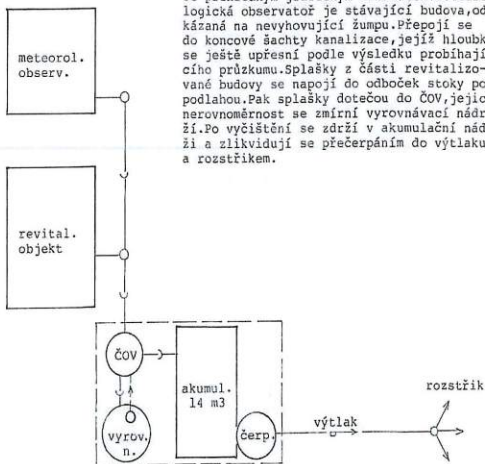 logická observatoř je stávající budova,od
kázaná na nevyhovující žumpu.Přepojí se
do koncové šachty kanalizace,jejíž hloubk
se ještě upřesní podle výsledku probíhají
cího průzkumu.Splašky z části revitalizo-
vané budovy se napojí do odboček stoky po
podlahou.Pak splašky dotečou do ČOV,jejic
nerovnoměrnost se zmírní vyrovnávací nádr
ží.Po vyčištění se zdrží v akumulační nád
ži a zlikvidují se přečerpáním do výtlaku
a rozstřikem.
meteorol.
observ.
revital.
objekt
ČOV
akumul.
14 m3
vyrov.
n.
čerp.
výtlak
rozstřik